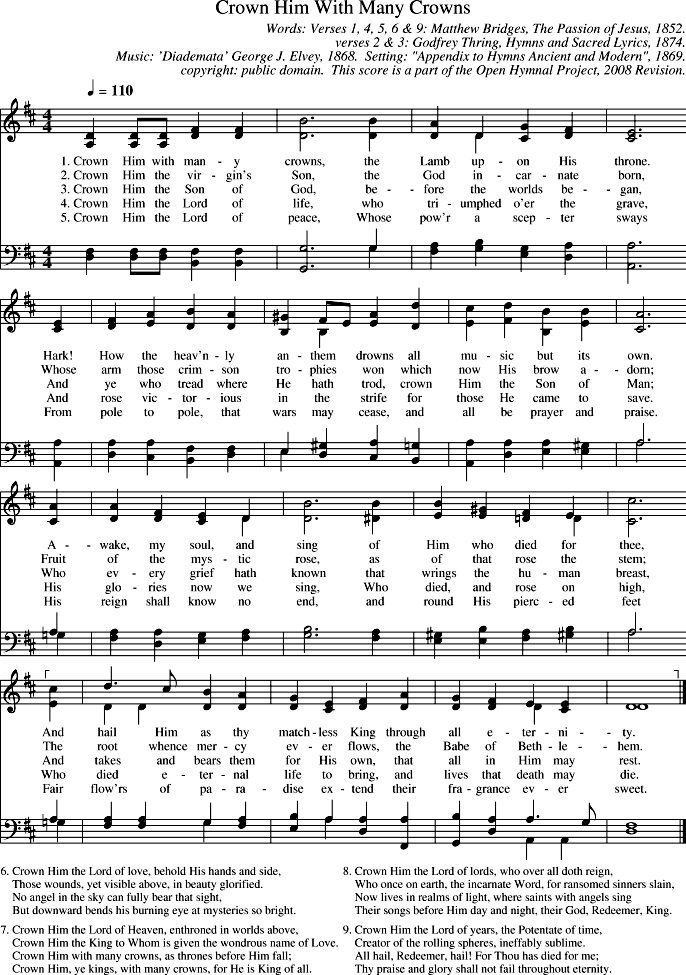 Crown Him With Many Crowns
Words: Verses 1, 4, 5, 6 & 9: Matthew Bridges, The Passion of Jesus, 1852.
verses 2 & 3: Godfrey Thring, Hymns and Sacred Lyrics, 1874.
Music: 'Diademata' George J. Elvey, 1868. Setting: "Appendix to Hymns Ancient and Modern", 1869.
copyright: public domain. This score is a part of the Open Hymnal Project, 2008 Revision.
= 110
1. Crown Him with man - y crowns, the Lamb up - on His throne.
2. Crown Him the vir - gin's Son, the God in - car - nate born,
3. Crown Him the Son of God, be - fore the worlds be - gan,
4. Crown Him the Lord of life, who tri - umphed o'er the grave,
5. Crown Him the Lord of peace, Whose pow'r a scep - ter sways
Hark! How the heav'n - ly an - them drowns all mu - sic but its own.
Whose arm those crim - son tro - phies won which now His brow a - dorn;
And ye who tread where He hath trod, crown Him the Son of Man;
And rose vic - tor - ious in the strife for those He came to save.
From pole to pole, that wars may cease, and all be prayer and praise.
A - wake, my soul, and sing of Him who died for thee,
Fruit of the mys - tic rose, as of that rose the stem;
Who ev - ery grief hath known that wrings the hu - man breast,
His glo - ries now we sing, Who died, and rose on high,
His reign shall know no end, and round His pierc - ed feet
And hail Him as thy match - less King through all e - ter - ni - ty.
The root whence mer - cy ev - er flows, the Babe of Beth - le - hem.
And takes and bears them for His own, that all in Him may rest.
Who died e - ter - nal life to bring, and lives that death may die.
Fair flow'rs of pa - ra - dise ex - tend their fra - grance ev - er sweet.
6. Crown Him the Lord of love, behold His hands and side,
Those wounds, yet visible above, in beauty glorified.
No angel in the sky can fully bear that sight,
But downward bends his burning eye at mysteries so bright.
7. Crown Him the Lord of Heaven, enthroned in worlds above,
Crown Him the King to Whom is given the wondrous name of Love.
Crown Him with many crowns, as thrones before Him fall;
Crown Him, ye kings, with many crowns, for He is King of all.
8. Crown Him the Lord of lords, who over all doth reign,
Who once on earth, the incarnate Word, for ransomed sinners slain,
Now lives in realms of light, where saints with angels sing
Their songs before Him day and night, their God, Redeemer, King.
9. Crown Him the Lord of years, the Potentate of time,
Creator of the rolling spheres, ineffably sublime.
All hail, Redeemer, hail! For Thou has died for me;
Thy praise and glory shall not fail throughout eternity.